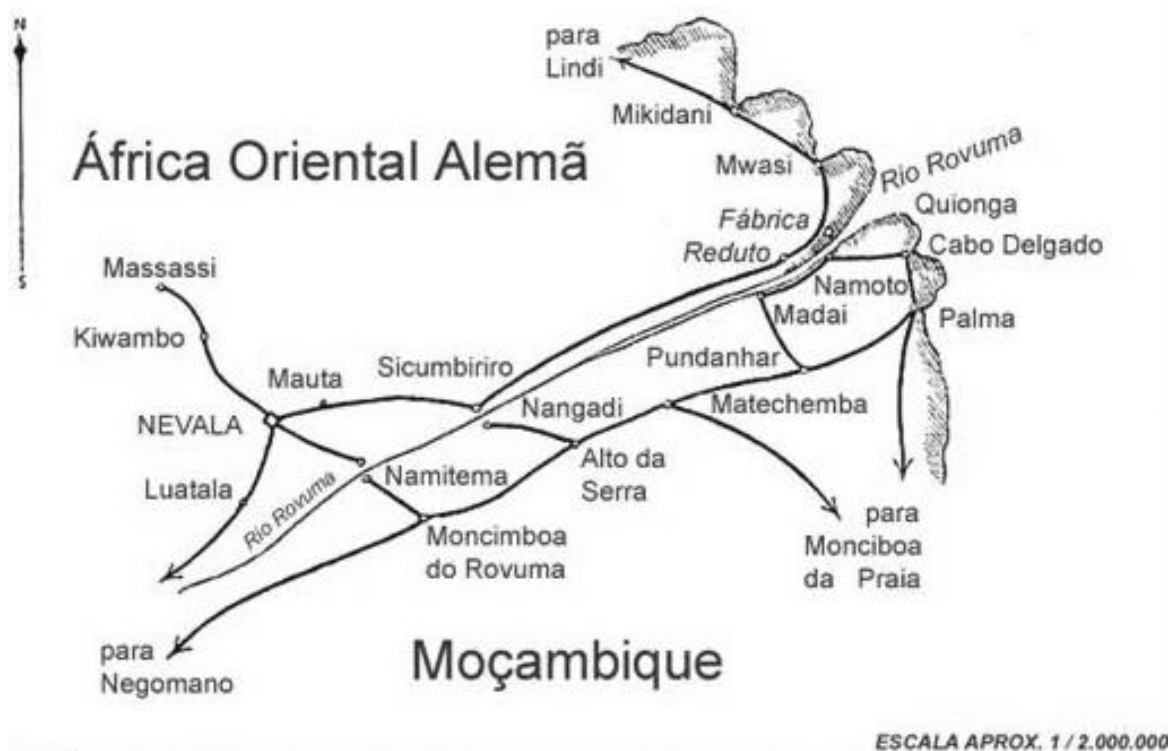 N
para
Lindi
Mikidani
África Oriental Alemã
Mwasi
Rio Rovuma
Fábrica
Quionga
Reduto
Cabo Delgado
S
Massassi
Namoto
Madai
Palma
Kiwambo
Pundanhar
Mauta
Sicumbiriro
Nangadi
Matechemba
NEVALA
Alto da
Serra
Luatala
Namitema
Rio Rovuma
Moncimboa
do Rovuma
para
Monciboa
da Praia
para
Negomano
Moçambique
ESCALA APROX. 1 / 2.000.000